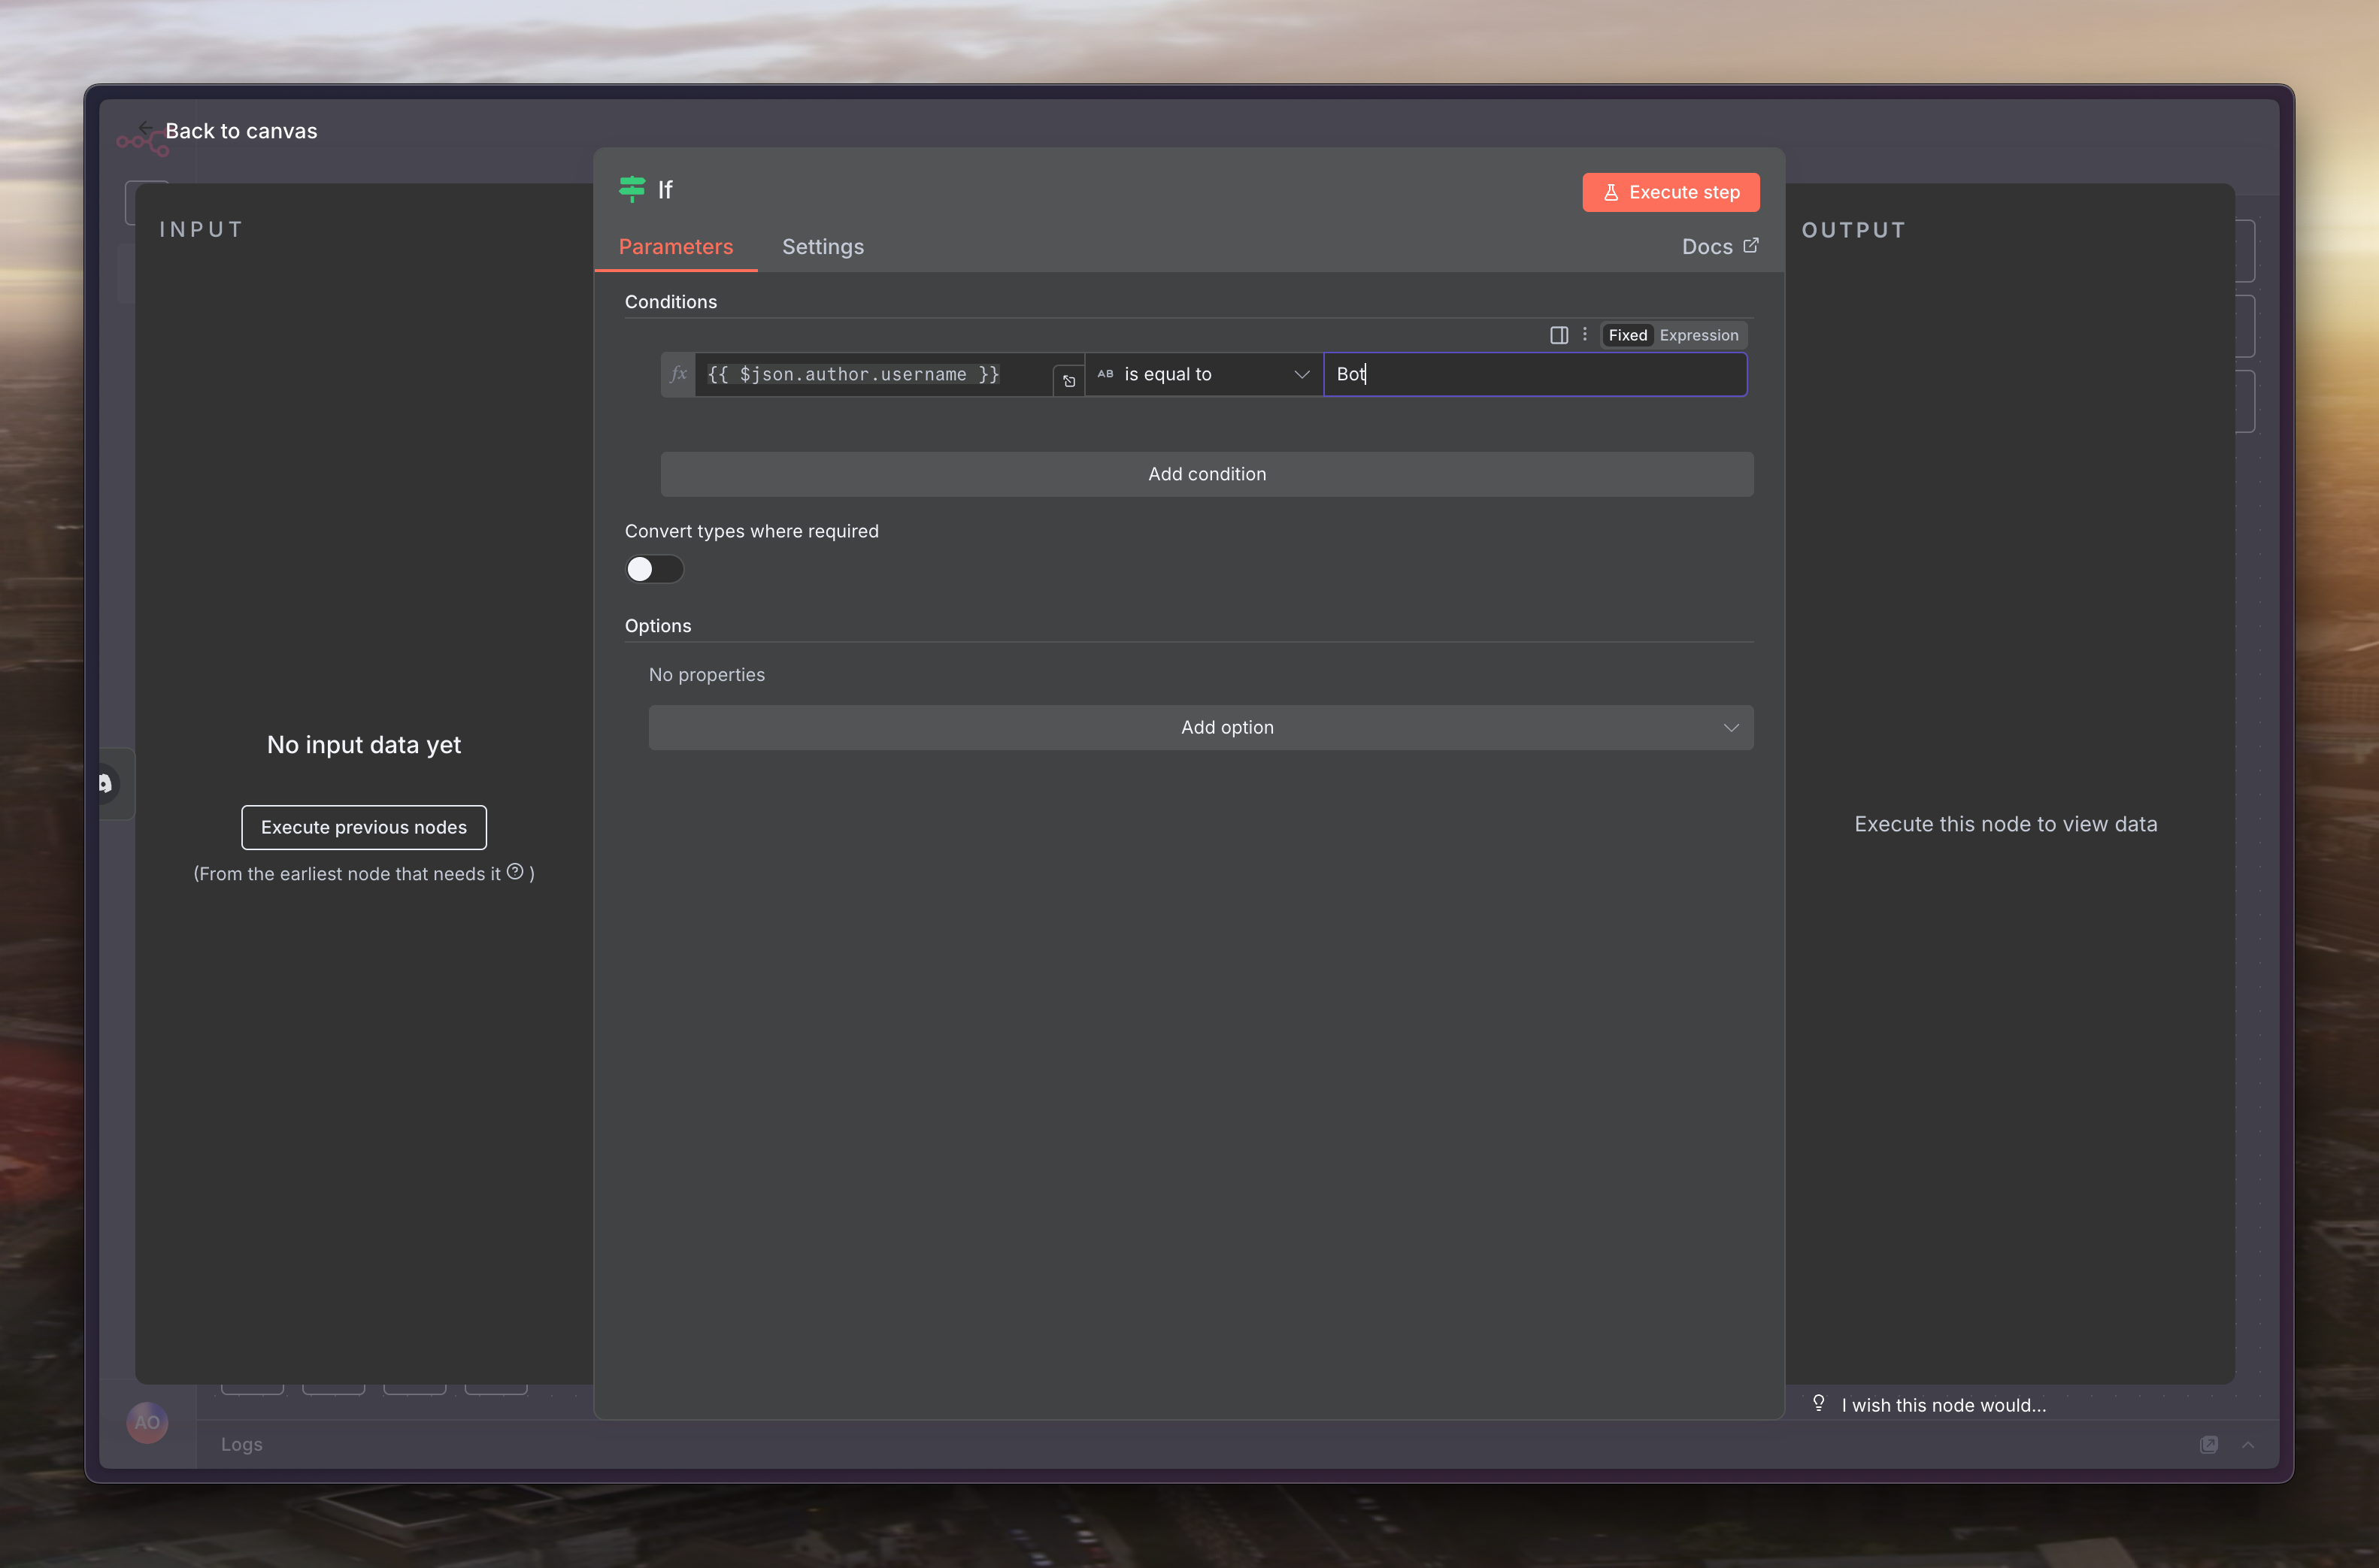 Back to canvas
INPUT
If
Execute step
OUTPUT
Parameters
Settings
Docs
Conditions
Fixed
Expression
fx
{{ $json.author.username }}
AB
is equal to
Bot
Add condition
Convert types where required
Options
No properties
Add option
No input data yet
Execute previous nodes
(From the earliest node that needs it ? )
Execute this node to view data
I wish this node would...
AO
Logs